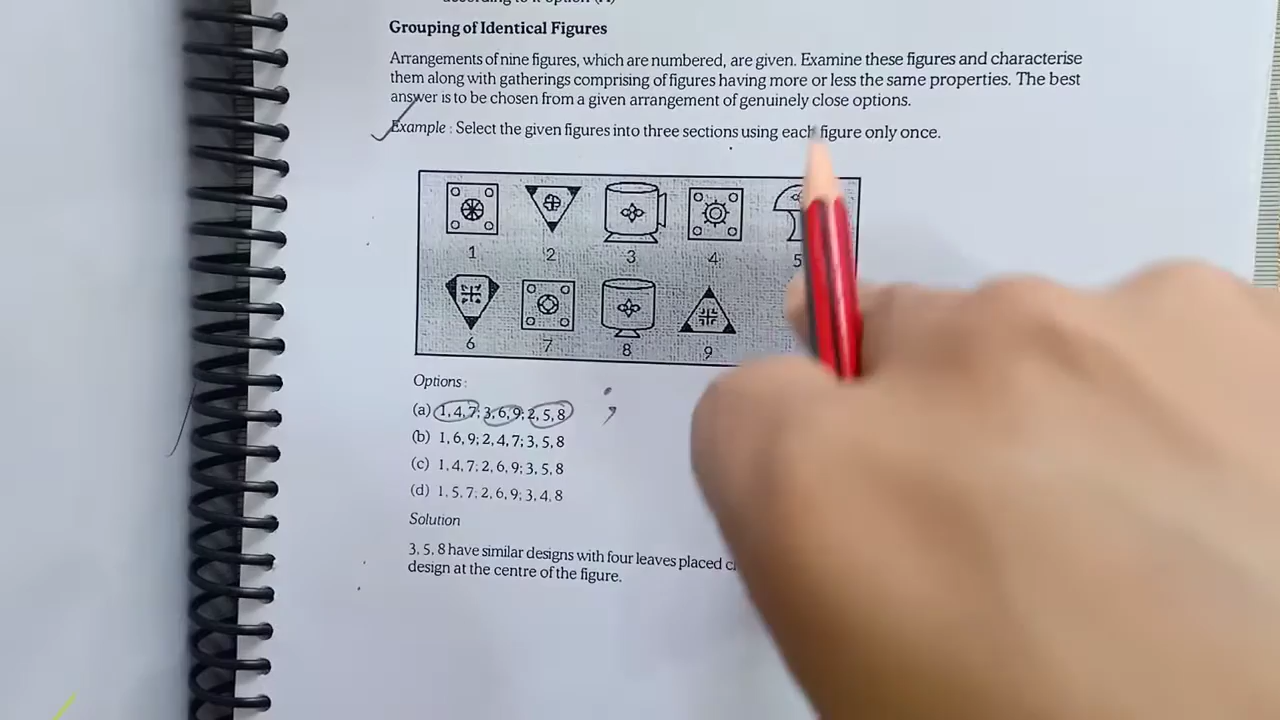 Grouping of Identical Figures
Arrangements of nine figures, which are numbered, are given. Examine these figures and characterise
them along with gatherings comprising of figures having more or less the same properties. The best
answer is to be chosen from a given arrangement of genuinely close options.
Example : Select the given figures into three sections using each figure only once.
1 2 3 4 5
6 7 8 9
Options :
(a) 1, 4, 7; 3, 6, 9; 2, 5, 8 ;
(b) 1, 6, 9; 2, 4, 7; 3, 5, 8
(c) 1, 4, 7; 2, 6, 9; 3, 5, 8
(d) 1, 5, 7; 2, 6, 9; 3, 4, 8
Solution
3, 5, 8 have similar designs with four leaves placed
design at the centre of the figure.